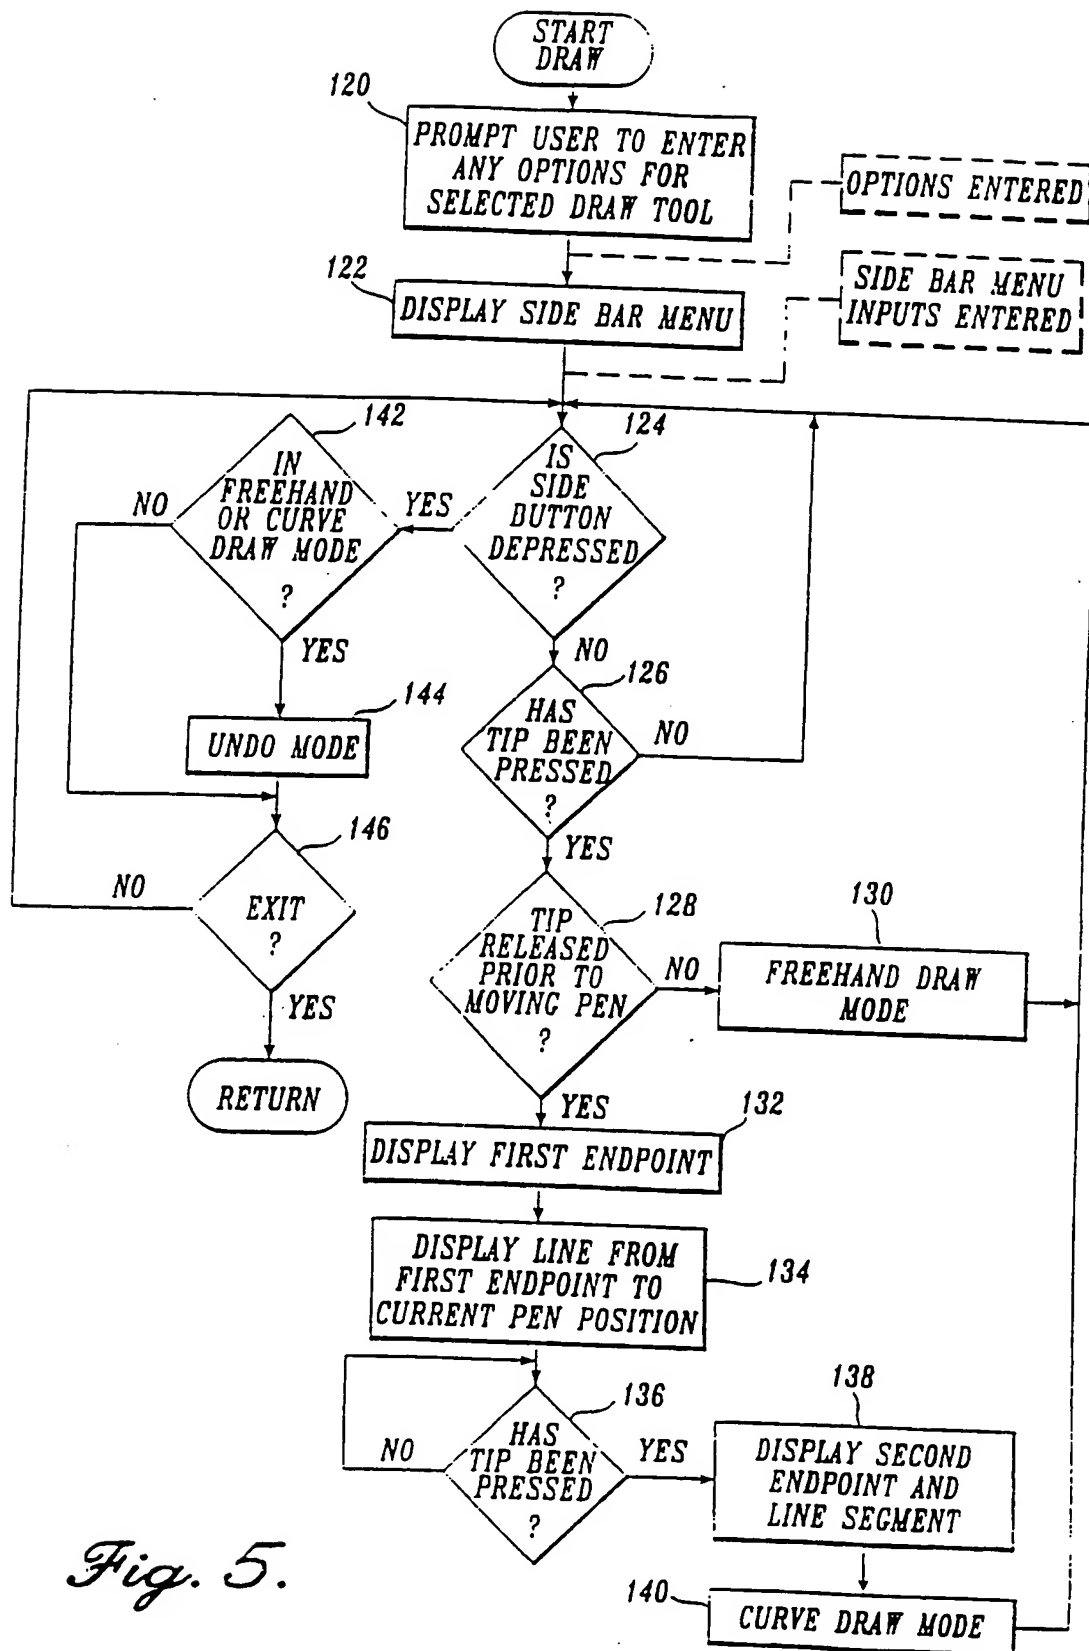 START
DRAW
120
PROMPT USER TO ENTER
ANY OPTIONS FOR
SELECTED DRAW TOOL
OPTIONS ENTERED
122
DISPLAY SIDE BAR MENU
SIDE BAR MENU
INPUTS ENTERED
142
IN
FREEHAND
OR CURVE
DRAW MODE
?
NO
YES
124
IS
SIDE
BUTTON
DEPRESSED
?
YES
NO
144
UNDO MODE
126
HAS
TIP BEEN
PRESSED
?
NO
YES
146
EXIT
?
NO
YES
RETURN
128
TIP
RELEASED
PRIOR TO
MOVING PEN
?
NO
130
FREEHAND DRAW
MODE
YES
132
DISPLAY FIRST ENDPOINT
DISPLAY LINE FROM
FIRST ENDPOINT TO
CURRENT PEN POSITION
134
136
HAS
TIP BEEN
PRESSED
?
NO
YES
138
DISPLAY SECOND
ENDPOINT AND
LINE SEGMENT
140
CURVE DRAW MODE
Fig. 5.